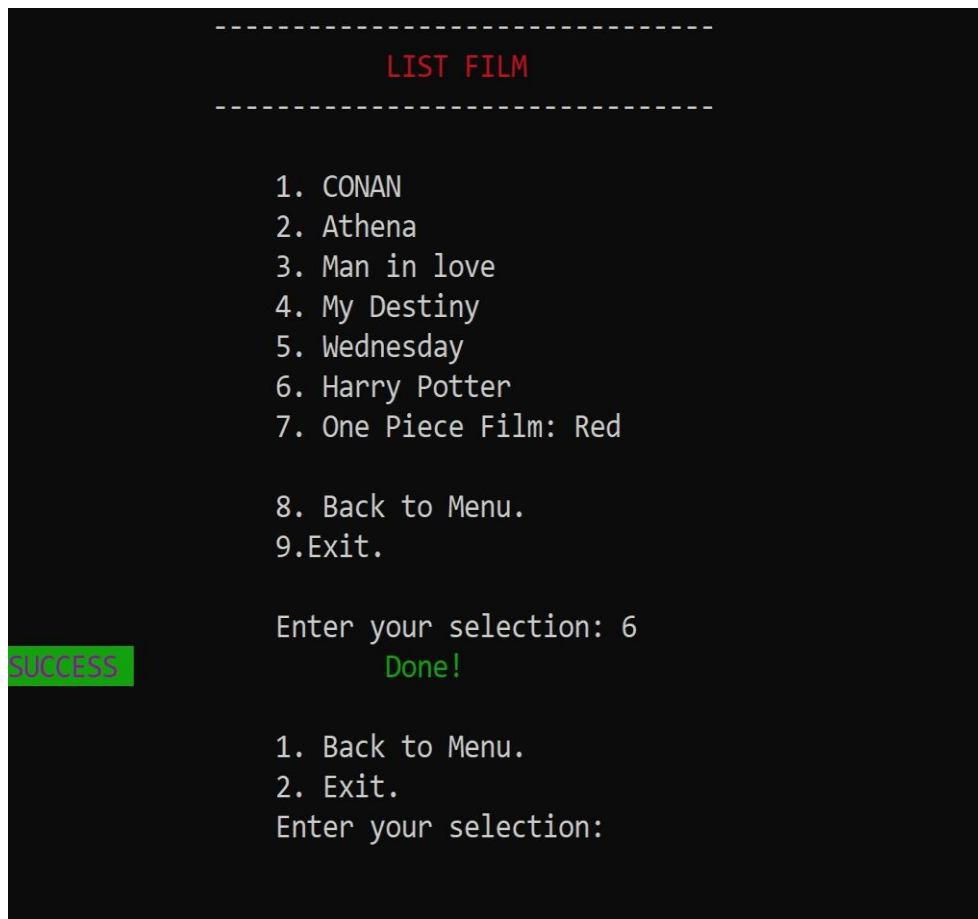 --------------------------------
LIST FILM
--------------------------------
1. CONAN
2. Athena
3. Man in love
4. My Destiny
5. Wednesday
6. Harry Potter
7. One Piece Film: Red
8. Back to Menu.
9.Exit.
Enter your selection: 6
SUCCESS Done!
1. Back to Menu.
2. Exit.
Enter your selection: